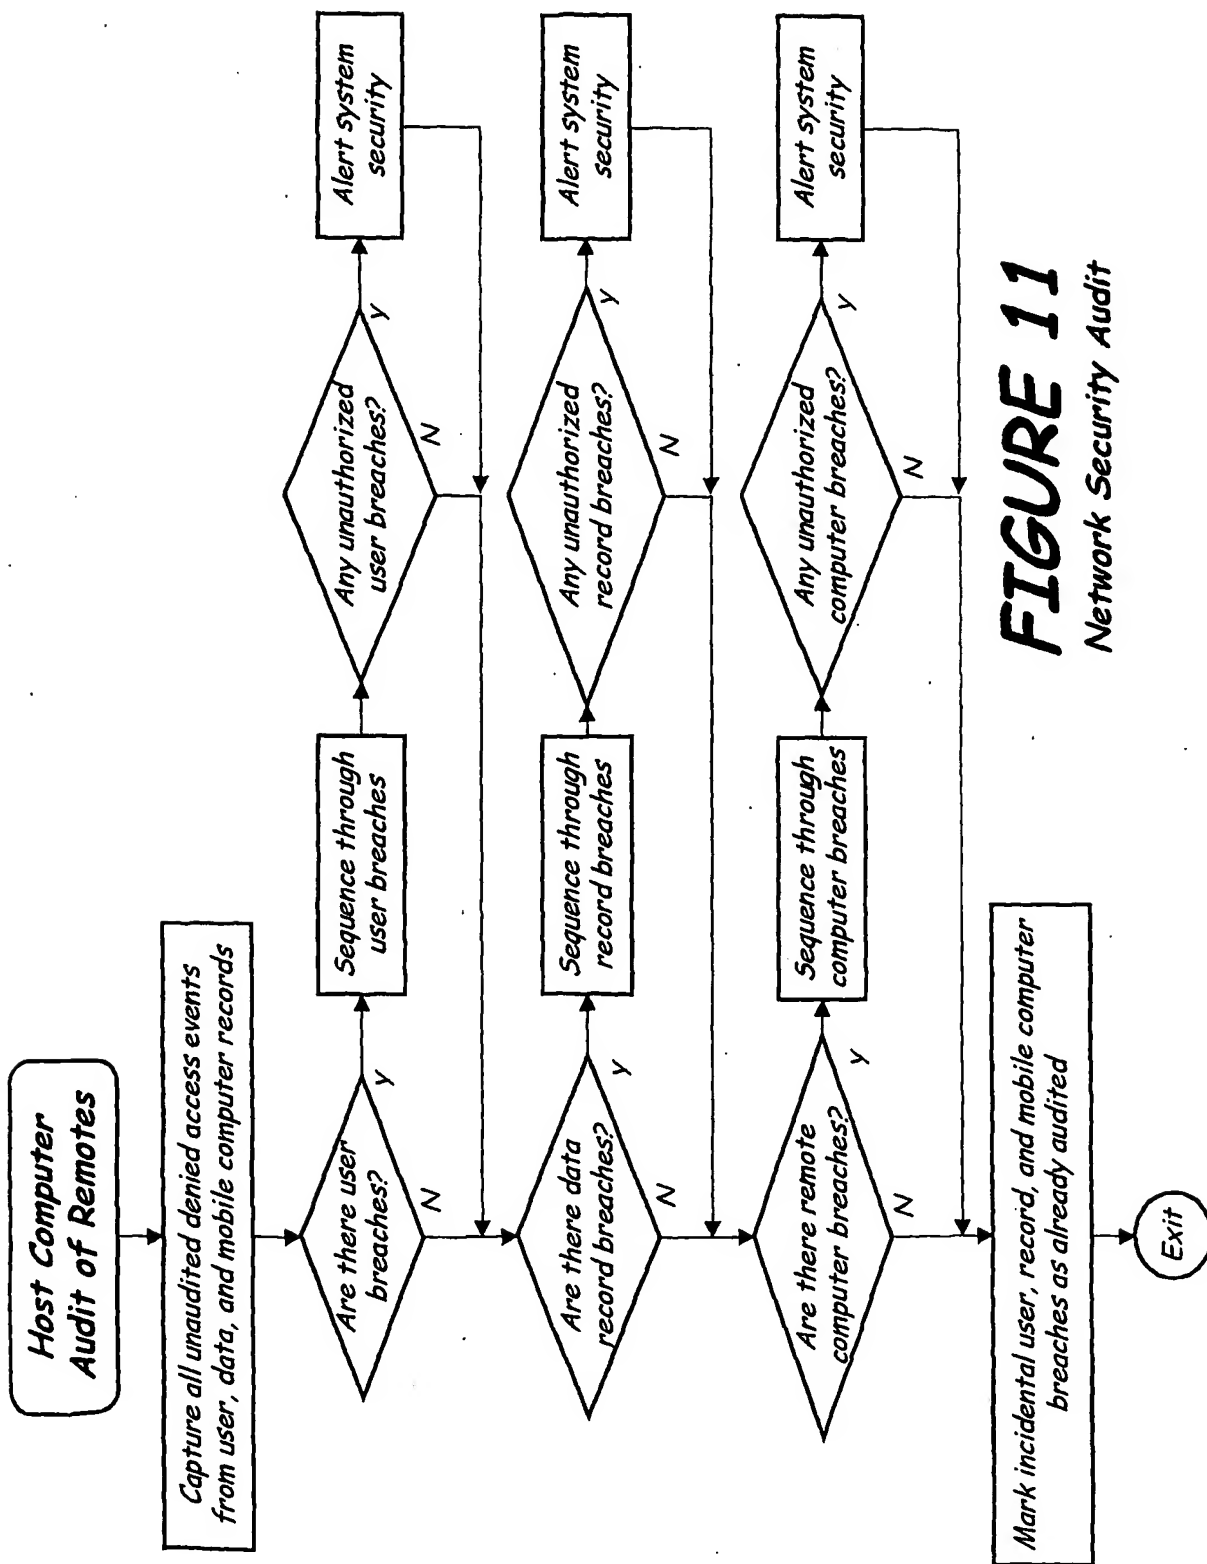 Host Computer
Audit of Remotes
Capture all unaudited denied access events
from user, data, and mobile computer records
Are there user
breaches?
Y
N
Sequence through
user breaches
Any unauthorized
user breaches?
Y
N
Alert system
security
Are there data
record breaches?
Y
N
Sequence through
record breaches
Any unauthorized
record breaches?
Y
N
Alert system
security
Are there remote
computer breaches?
Y
N
Sequence through
computer breaches
Any unauthorized
computer breaches?
Y
N
Alert system
security
Mark incidental user, record, and mobile computer
breaches as already audited
Exit
FIGURE 11
Network Security Audit